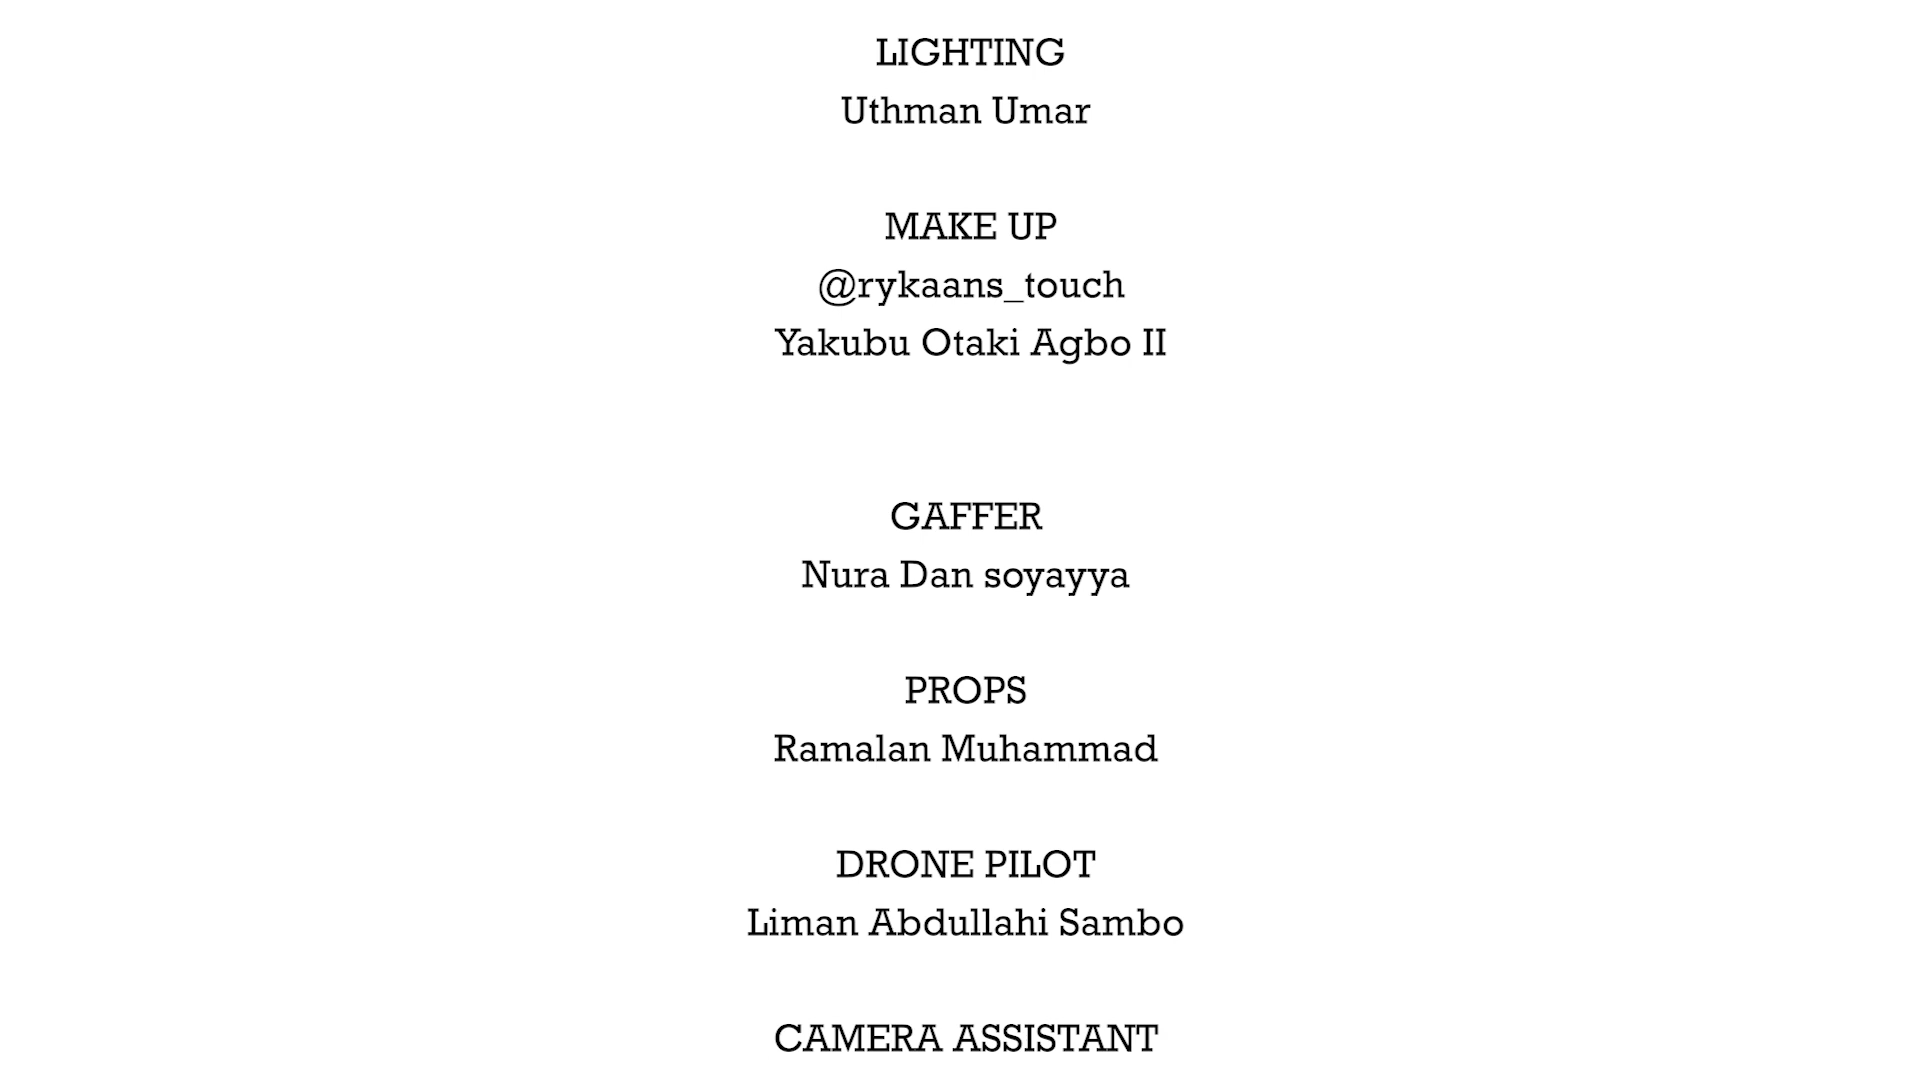 LIGHTING
Uthman Umar
MAKE UP
@rykaans_touch
Yakubu Otaki Agbo II
GAFFER
Nura Dan soyayya
PROPS
Ramalan Muhammad
DRONE PILOT
Liman Abdullahi Sambo
CAMERA ASSISTANT